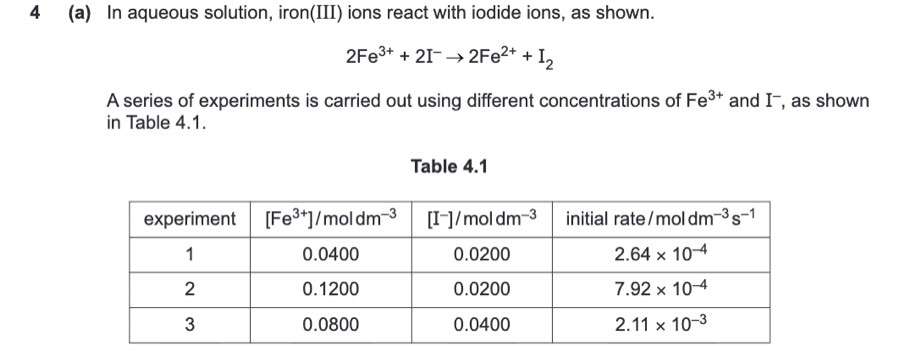 4 (a) In aqueous solution, iron(III) ions react with iodide ions, as shown.
2Fe³⁺ + 2I⁻ → 2Fe²⁺ + I₂
A series of experiments is carried out using different concentrations of Fe³⁺ and I⁻, as shown
in Table 4.1.
Table 4.1
experiment [Fe³⁺]/mol dm⁻³ [I⁻]/mol dm⁻³ initial rate/mol dm⁻³ s⁻¹
1 0.0400 0.0200 2.64 × 10⁻⁴
2 0.1200 0.0200 7.92 × 10⁻⁴
3 0.0800 0.0400 2.11 × 10⁻³